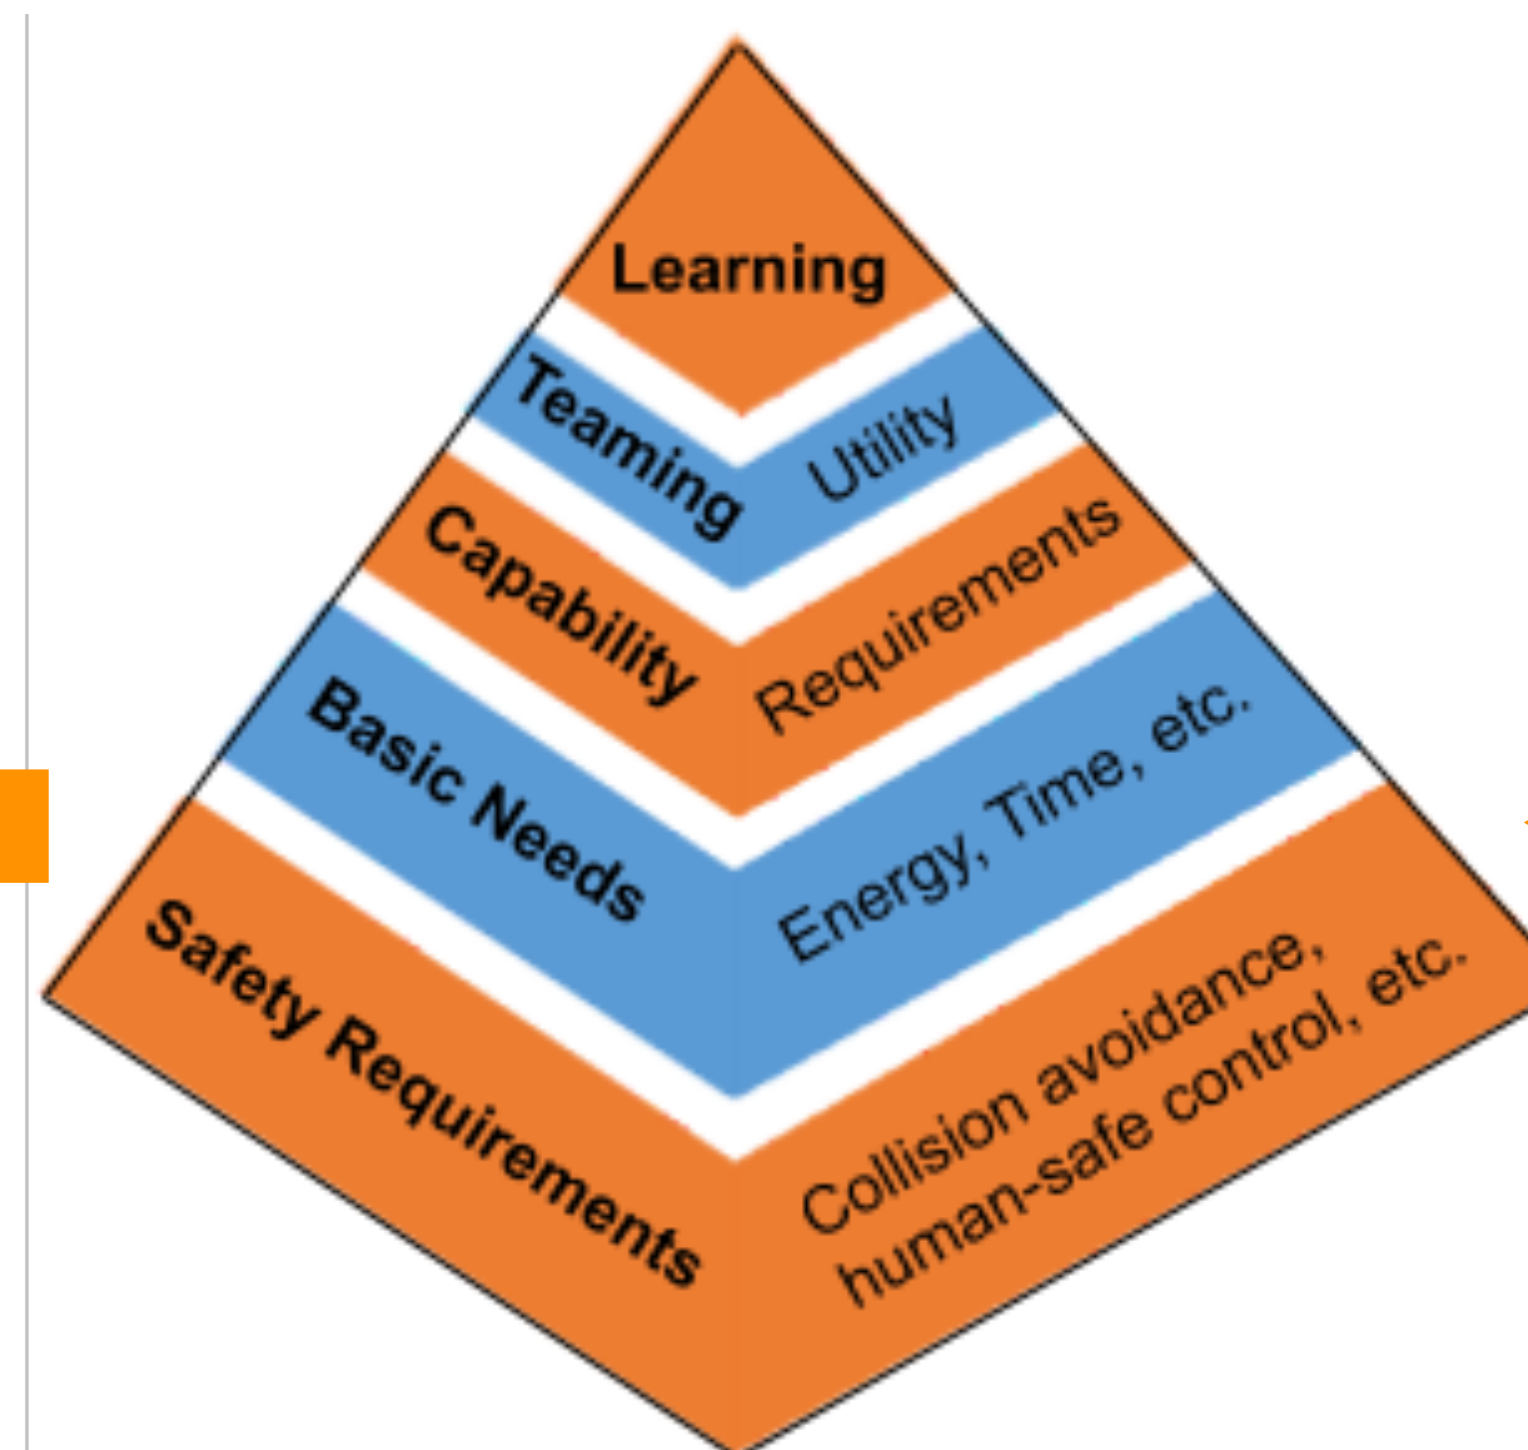 Learning
Teaming
Utility
Capability
Requirements
Basic Needs
Energy, Time, etc.
Safety Requirements
Collision avoidance,
human-safe control, etc.